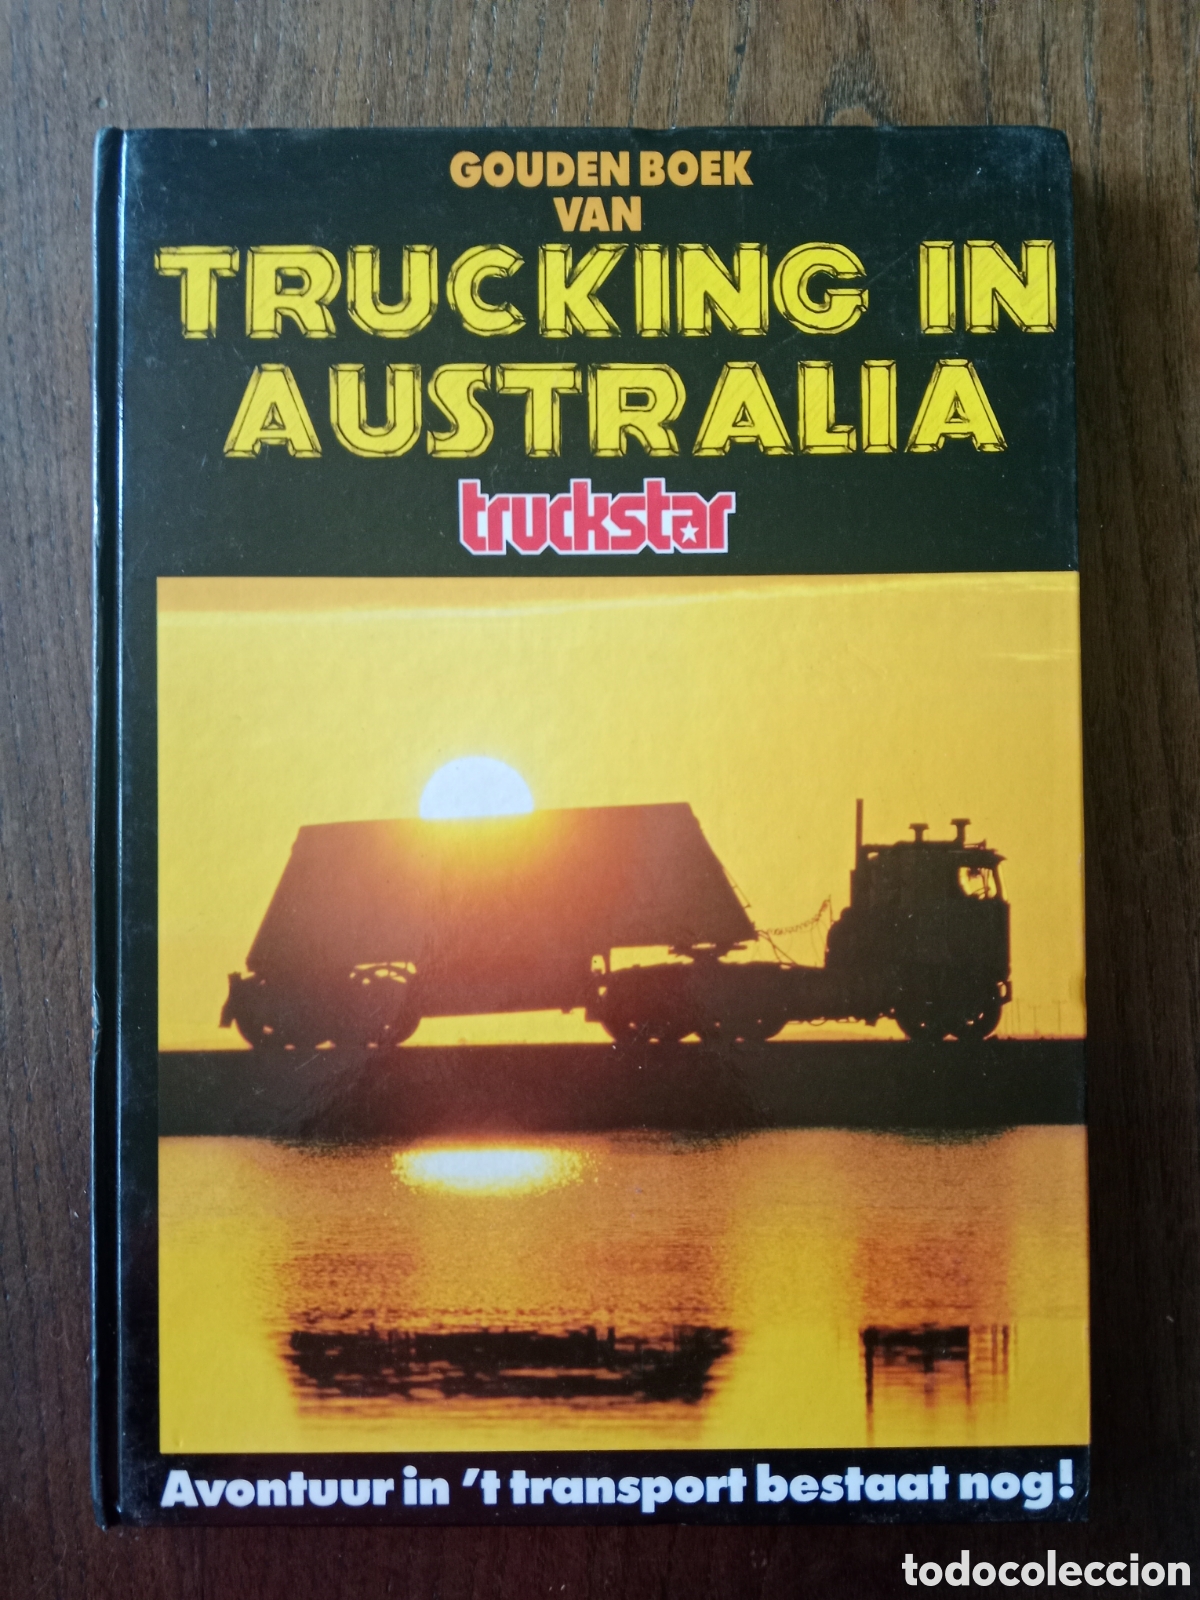 GOUDEN BOEK
VAN
TRUCKING IN
AUSTRALIA
truckstar
Avontuur in 't transport bestaat nog!
todocoleccion